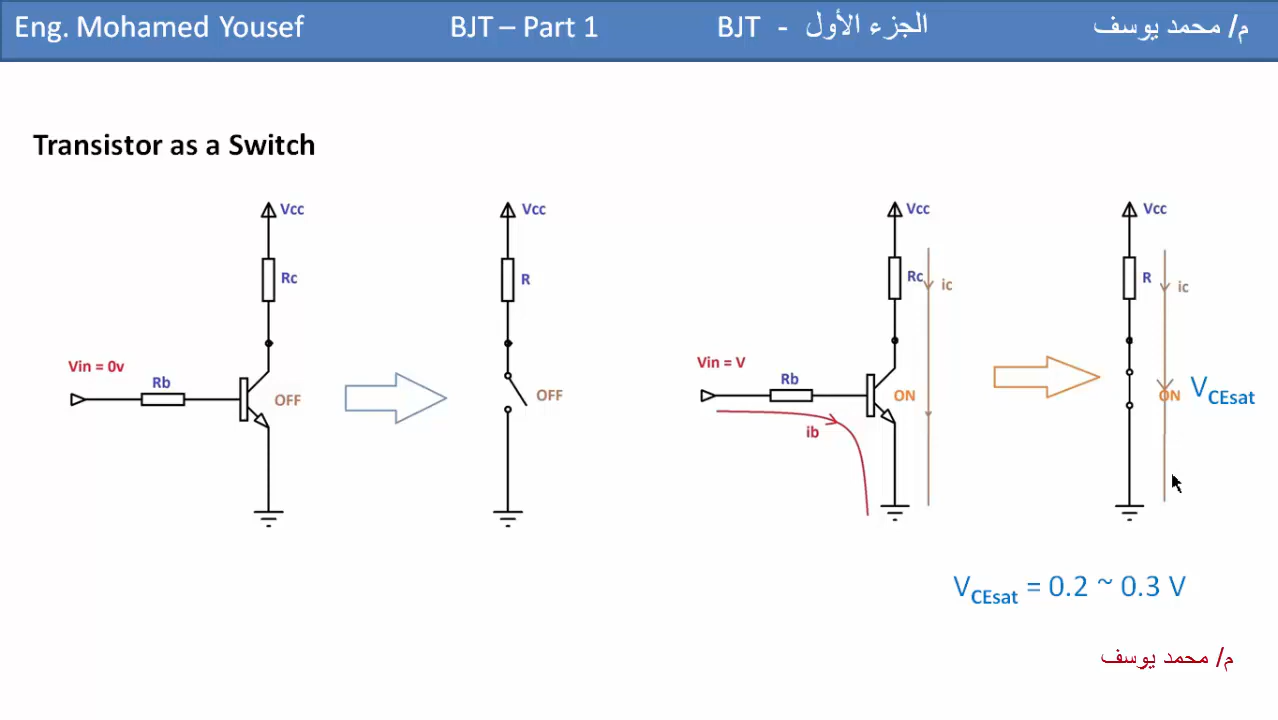 Eng. Mohamed Yousef
BJT – Part 1
BJT - الجزء الأول
م/ محمد يوسف
Transistor as a Switch
Vcc
Rc
Vin = 0v
Rb
OFF
Vcc
R
OFF
Vcc
Rc
ic
Vin = V
Rb
ON
ib
Vcc
R
ic
ON
VCEsat
VCEsat = 0.2 ~ 0.3 V
م/ محمد يوسف